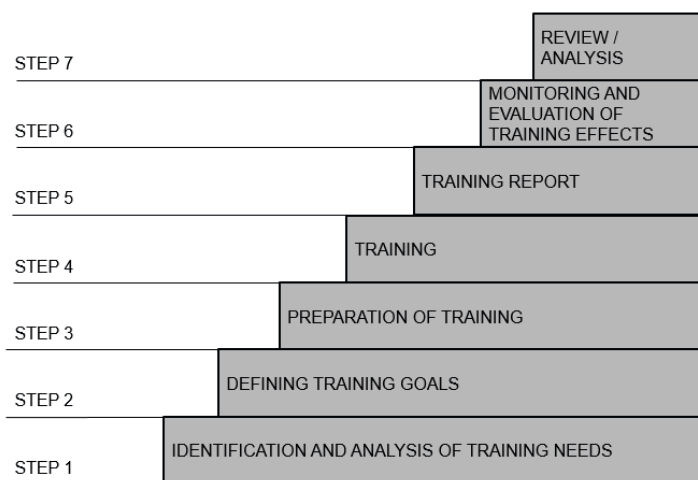 STEP 7
REVIEW /
ANALYSIS
STEP 6
MONITORING AND
EVALUATION OF
TRAINING EFFECTS
STEP 5
TRAINING REPORT
STEP 4
TRAINING
STEP 3
PREPARATION OF TRAINING
STEP 2
DEFINING TRAINING GOALS
STEP 1
IDENTIFICATION AND ANALYSIS OF TRAINING NEEDS